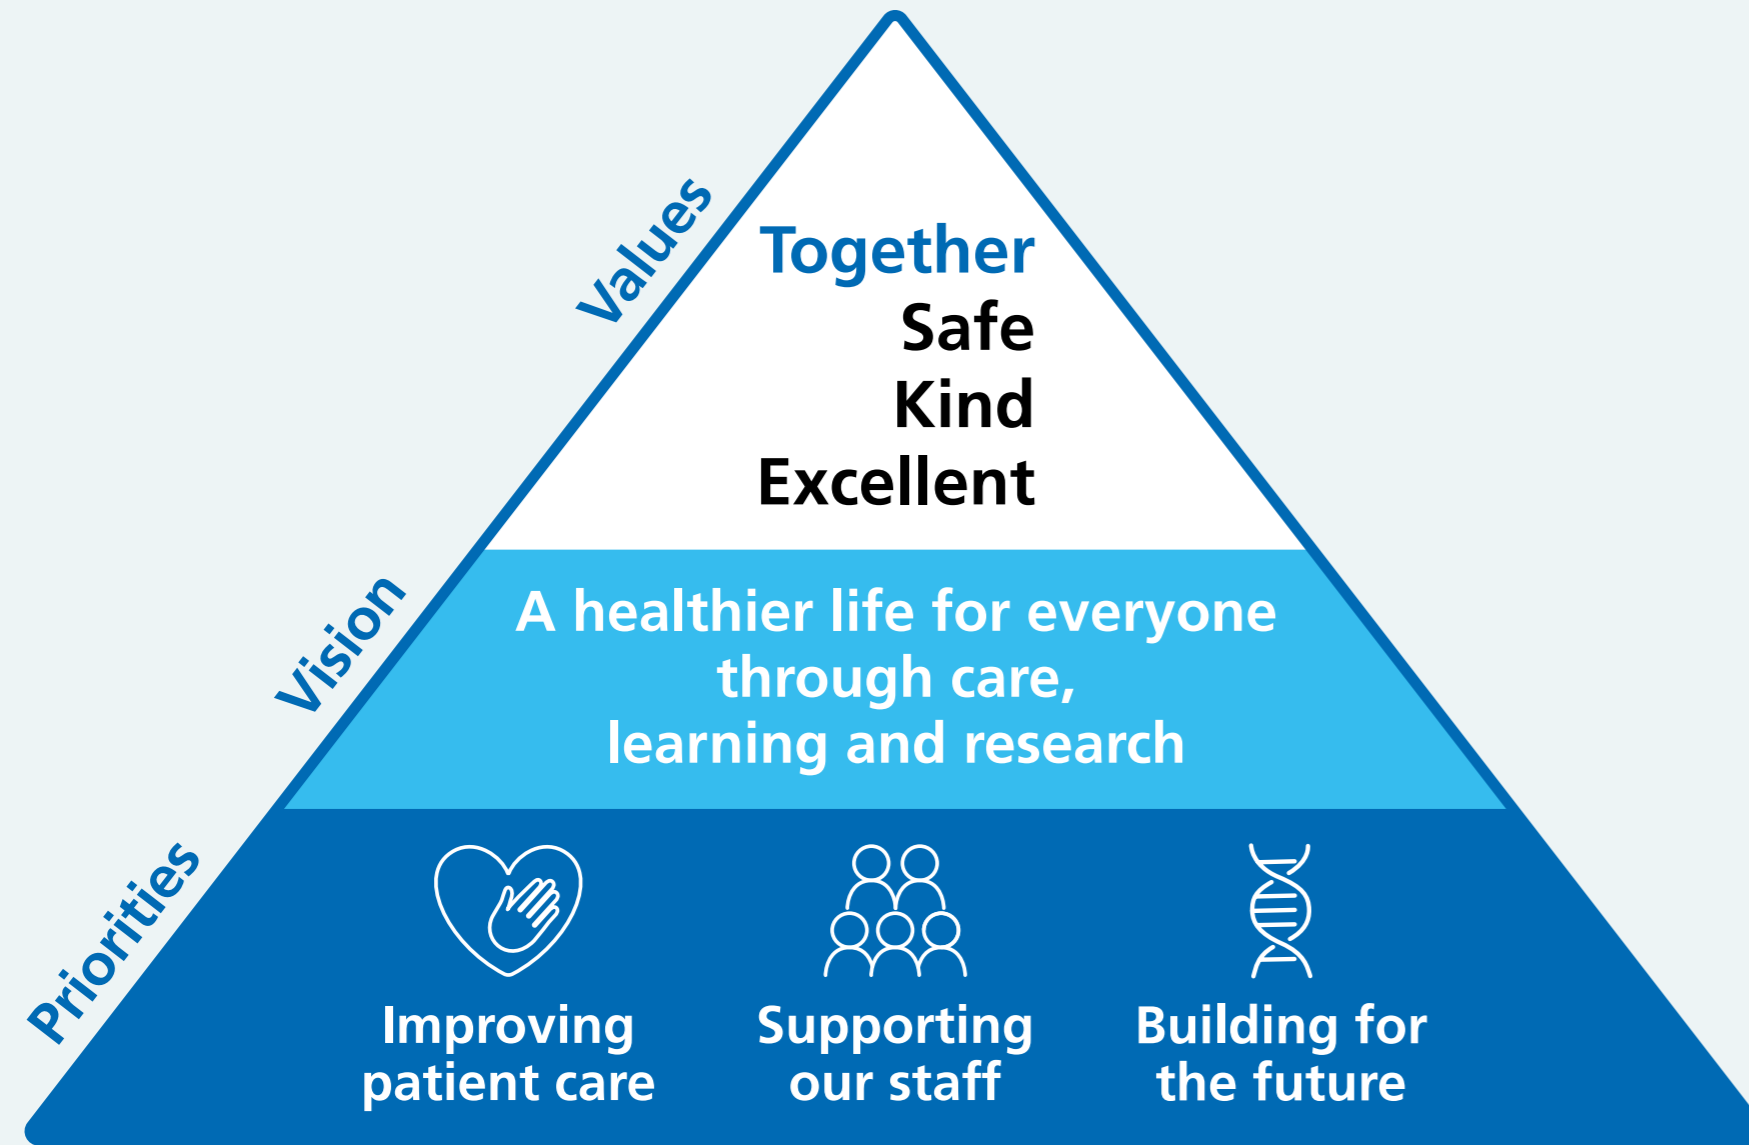 Values
Together
Safe
Kind
Excellent
Vision
A healthier life for everyone
through care,
learning and research
Priorities
Improving
patient care
Supporting
our staff
Building for
the future